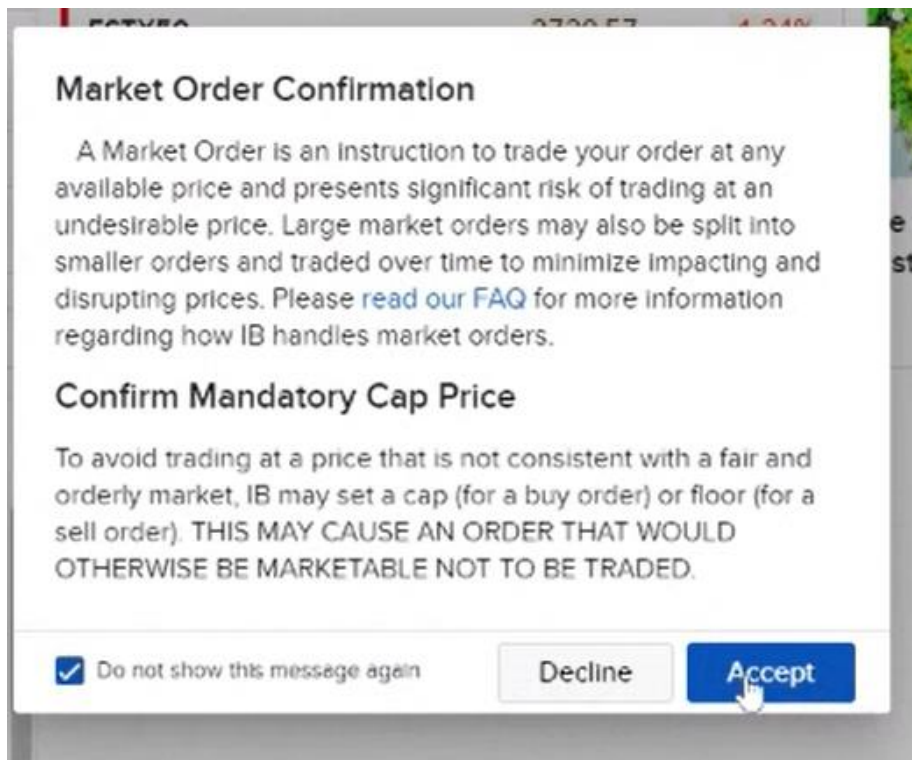 Market Order Confirmation
A Market Order is an instruction to trade your order at any
available price and presents significant risk of trading at an
undesirable price. Large market orders may also be split into
smaller orders and traded over time to minimize impacting and
disrupting prices. Please read our FAQ for more information
regarding how IB handles market orders.
Confirm Mandatory Cap Price
To avoid trading at a price that is not consistent with a fair and
orderly market, IB may set a cap (for a buy order) or floor (for a
sell order). THIS MAY CAUSE AN ORDER THAT WOULD
OTHERWISE BE MARKETABLE NOT TO BE TRADED.
Do not show this message again
Decline
Accept